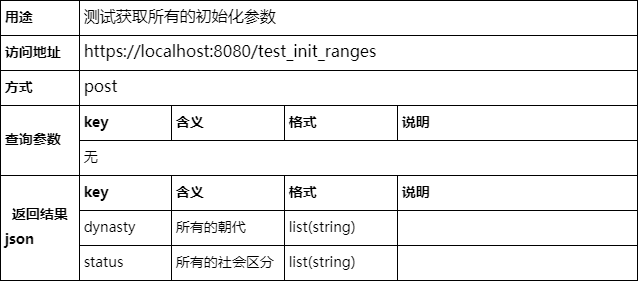 用途 测试获取所有的初始化参数
访问地址 https://localhost:8080/test_init_ranges
方式 post
查询参数 key 含义 格式 说明
无
返回结果 json key 含义 格式 说明
dynasty 所有的朝代 list(string)
status 所有的社会区分 list(string)